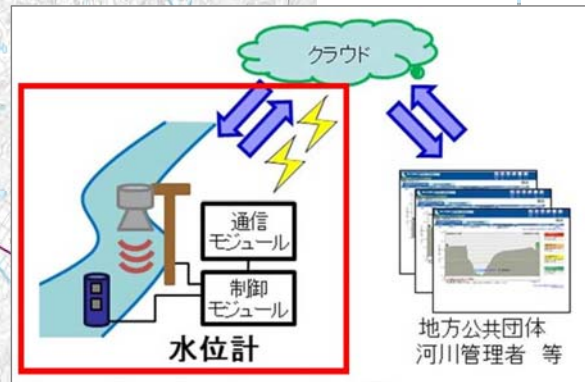 クラウド
通信
モジュール
制御
モジュール
水位計
地方公共団体
河川管理者 等